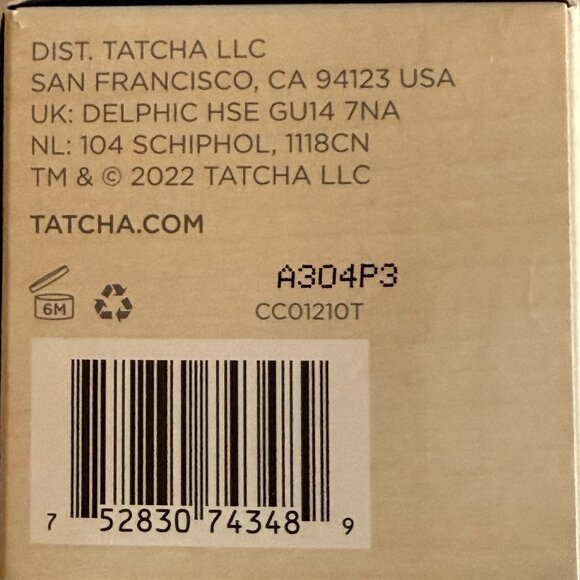 DIST. TATCHA LLC
SAN FRANCISCO, CA 94123 USA
UK: DELPHIC HSE GU14 7NA
NL: 104 SCHIPHOL, 1118CN
TM & © 2022 TATCHA LLC
TATCHA.COM
A304P3
6M
CC01210T
7 52830 74348 9